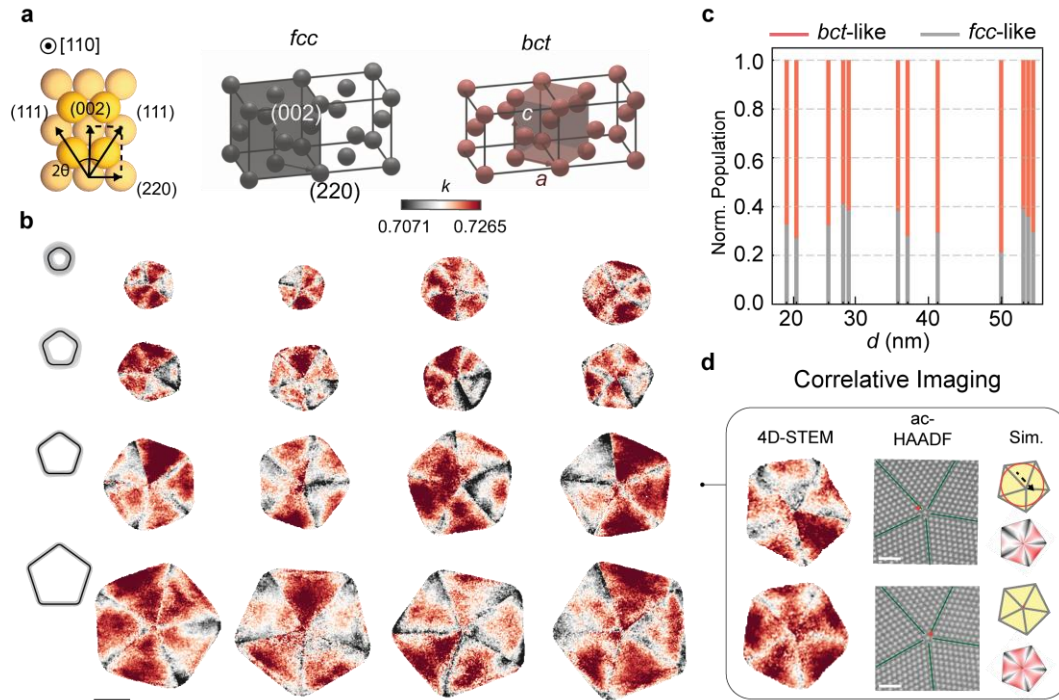 a
[110]
(111) (002) (111)
2θ
(220)
fcc
(002)
(220)
bct
c
a
k
0.7071 0.7265
b
c
bct-like fcc-like
Norm. Population
1.0
0.8
0.6
0.4
0.2
0.0
20 30 40 50
d (nm)
d
Correlative Imaging
4D-STEM
ac-
HAADF
Sim.